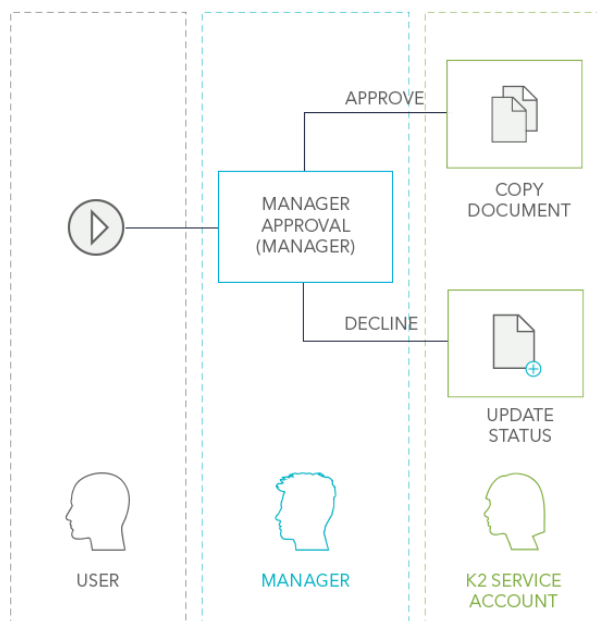 APPROVE
COPY
DOCUMENT
MANAGER
APPROVAL
(MANAGER)
DECLINE
UPDATE
STATUS
USER
MANAGER
K2 SERVICE
ACCOUNT